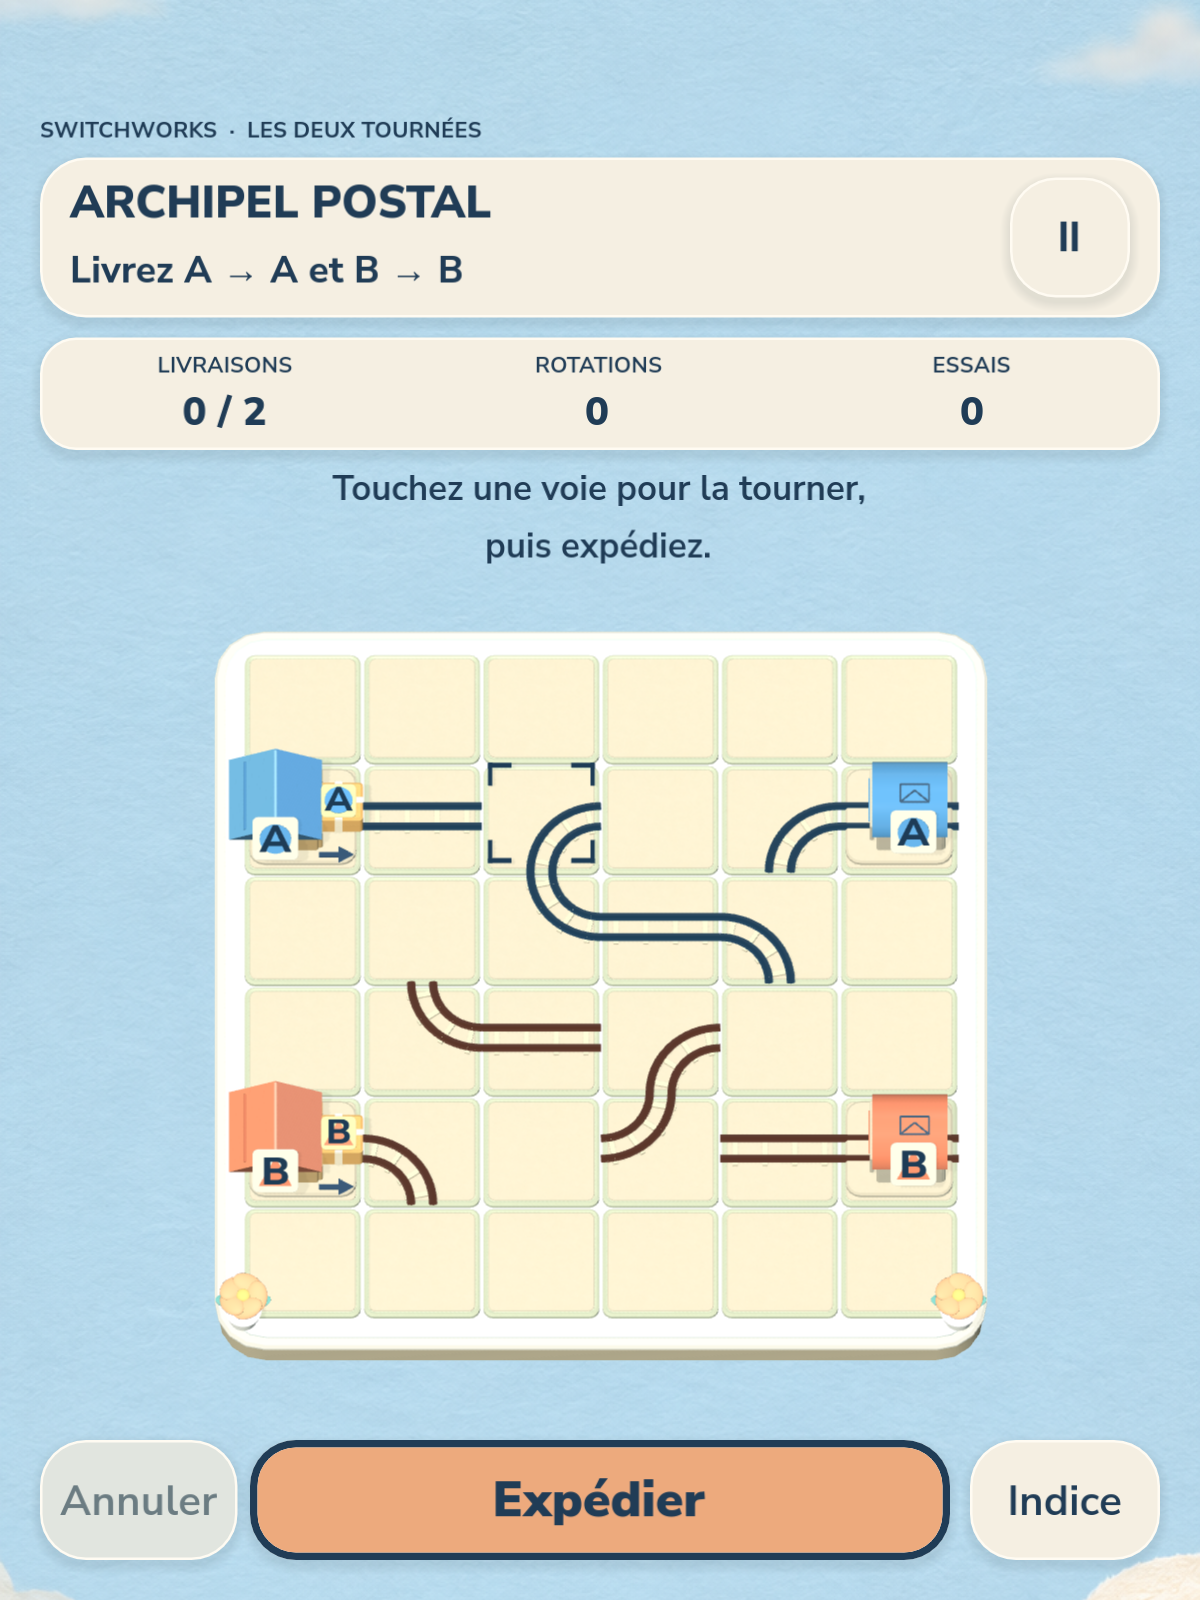 SWITCHWORKS · LES DEUX TOURNÉES
ARCHIPEL POSTAL
Livrez A → A et B → B
LIVRAISONS ROTATIONS ESSAIS
0 / 2 0 0
Touchez une voie pour la tourner,
puis expédiez.
A
A
A
B
B
B
Annuler Expédier Indice